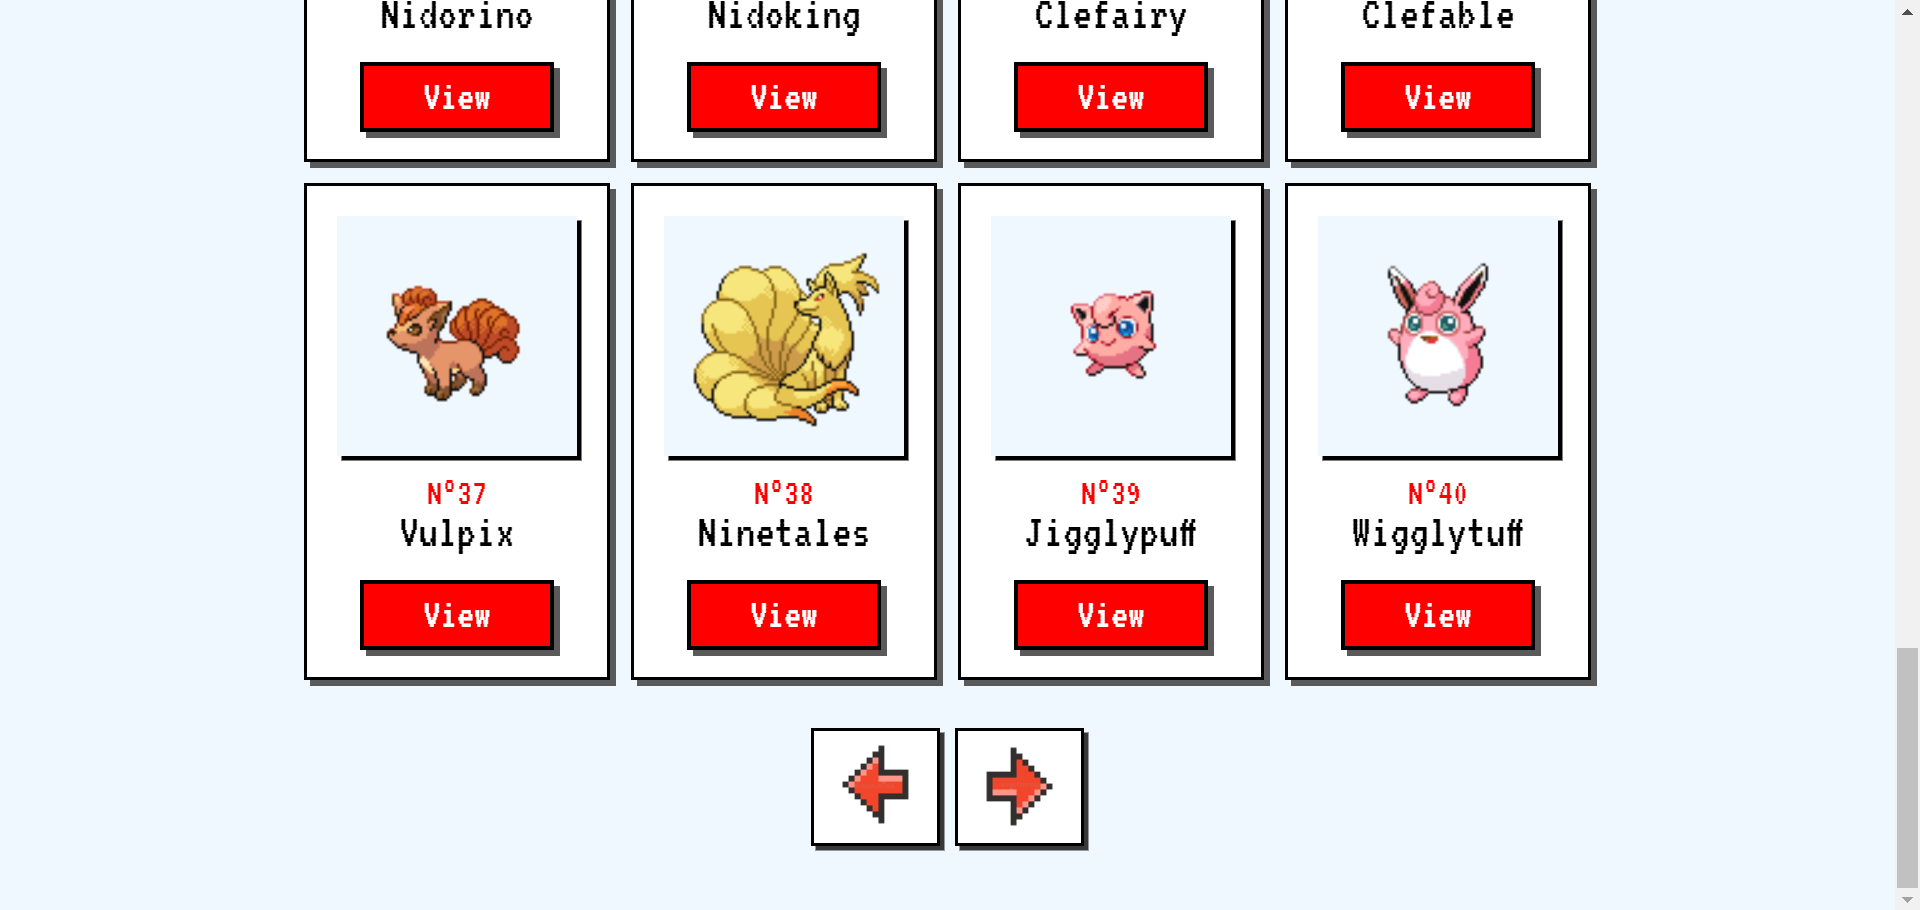 Nidorino Nidoking Clefairy Clefable
View View View View
N°37 N°38 N°39 N°40
Vulpix Ninetales Jigglypuff Wigglytuff
View View View View